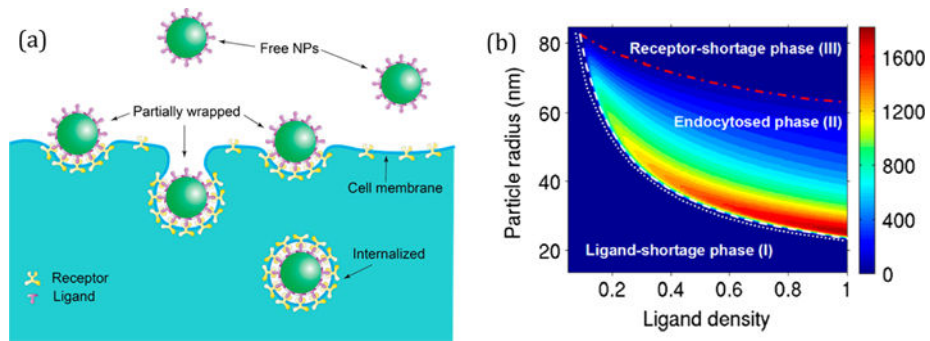 (a)
Free NPs
Partially wrapped
Cell membrane
Internalized
Receptor
Ligand
(b)
Particle radius (nm)
80
60
40
20
Receptor-shortage phase (III)
Endocytosed phase (II)
Ligand-shortage phase (I)
0.2 0.4 0.6 0.8 1
Ligand density
1600
1200
800
400
0